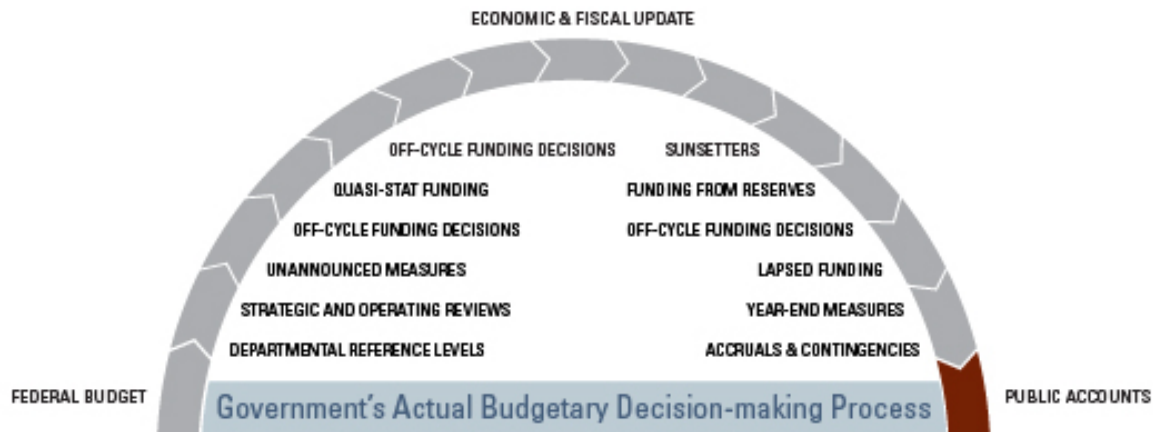 ECONOMIC & FISCAL UPDATE
OFF-CYCLE FUNDING DECISIONS SUNSETTERS
QUASI-STAT FUNDING FUNDING FROM RESERVES
OFF-CYCLE FUNDING DECISIONS OFF-CYCLE FUNDING DECISIONS
UNANNOUNCED MEASURES LAPSED FUNDING
STRATEGIC AND OPERATING REVIEWS YEAR-END MEASURES
DEPARTMENTAL REFERENCE LEVELS ACCRUALS & CONTINGENCIES
FEDERAL BUDGET PUBLIC ACCOUNTS
Government's Actual Budgetary Decision-making Process